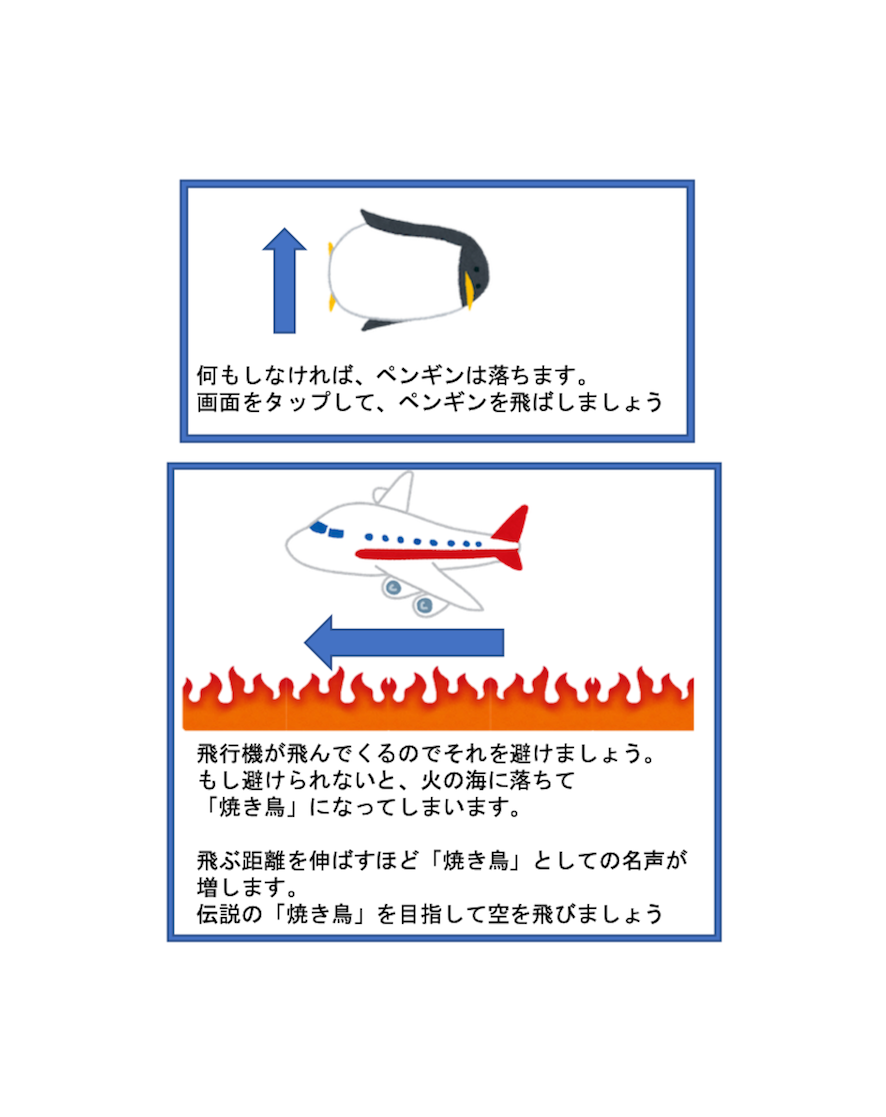 何もしなければ、ペンギンは落ちます。
画面をタップして、ペンギンを飛ばしましょう
飛行機が飛んでくるのでそれを避けましょう。
もし避けられないと、火の海に落ちて
「焼き鳥」になってしまいます。
飛ぶ距離を伸ばすほど「焼き鳥」としての名声が
増します。
伝説の「焼き鳥」を目指して空を飛びましょう